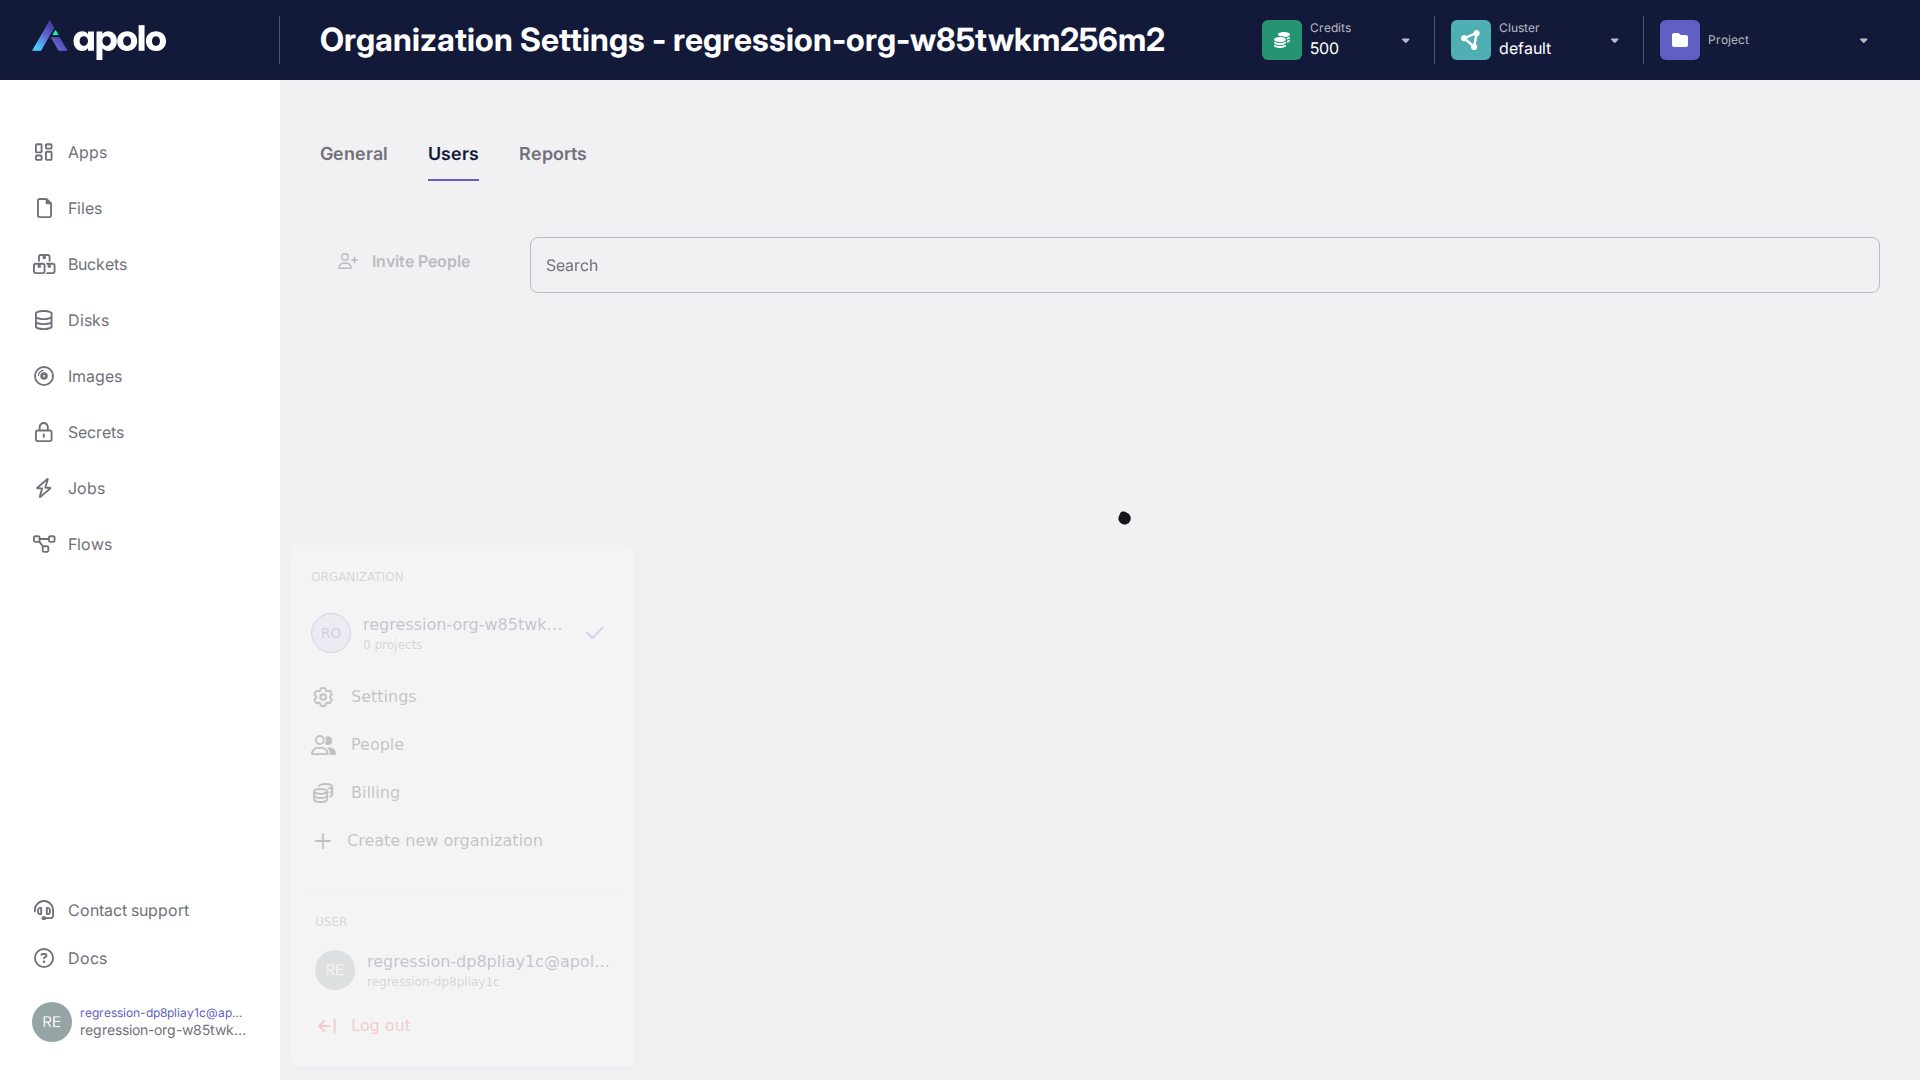 apolo
Organization Settings - regression-org-w85twkm256m2
Credits
500
Cluster
default
Project
Apps
Files
Buckets
Disks
Images
Secrets
Jobs
Flows
General
Users
Reports
Invite People
Search
ORGANIZATION
RO
regression-org-w85twk...
0 projects
Settings
People
Billing
Create new organization
USER
RE
regression-dp8pliay1c@apol...
regression-dp8pliay1c
Log out
Contact support
Docs
RE
regression-dp8pliay1c@ap...
regression-org-w85twk...